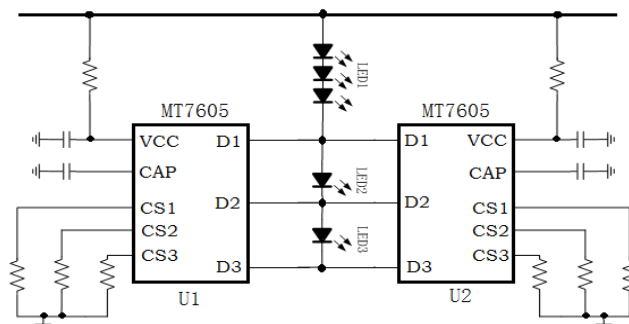 LED1
MT7605
MT7605
VCC
D1
D1
VCC
CAP
CAP
LED2
CS1
D2
D2
CS1
CS2
CS2
LED3
CS3
D3
D3
CS3
U1
U2